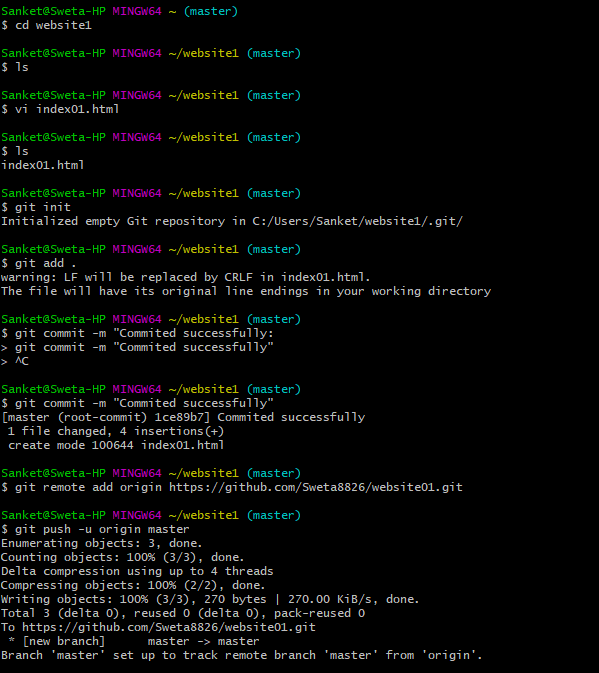 Sanket@Sweta-HP MINGW64 ~ (master)
$ cd website1
Sanket@Sweta-HP MINGW64 ~/website1 (master)
$ ls
Sanket@Sweta-HP MINGW64 ~/website1 (master)
$ vi index01.html
Sanket@Sweta-HP MINGW64 ~/website1 (master)
$ ls
index01.html
Sanket@Sweta-HP MINGW64 ~/website1 (master)
$ git init
Initialized empty Git repository in C:/Users/Sanket/website1/.git/
Sanket@Sweta-HP MINGW64 ~/website1 (master)
$ git add .
warning: LF will be replaced by CRLF in index01.html.
The file will have its original line endings in your working directory
Sanket@Sweta-HP MINGW64 ~/website1 (master)
$ git commit -m "Commited successfully:
> git commit -m "Commited successfully"
> ^C
Sanket@Sweta-HP MINGW64 ~/website1 (master)
$ git commit -m "Commited successfully"
[master (root-commit) 1ce89b7] Commited successfully
 1 file changed, 4 insertions(+)
 create mode 100644 index01.html
Sanket@Sweta-HP MINGW64 ~/website1 (master)
$ git remote add origin https://github.com/Sweta8826/website01.git
Sanket@Sweta-HP MINGW64 ~/website1 (master)
$ git push -u origin master
Enumerating objects: 3, done.
Counting objects: 100% (3/3), done.
Delta compression using up to 4 threads
Compressing objects: 100% (2/2), done.
Writing objects: 100% (3/3), 270 bytes | 270.00 KiB/s, done.
Total 3 (delta 0), reused 0 (delta 0), pack-reused 0
To https://github.com/Sweta8826/website01.git
 * [new branch]      master -> master
Branch 'master' set up to track remote branch 'master' from 'origin'.